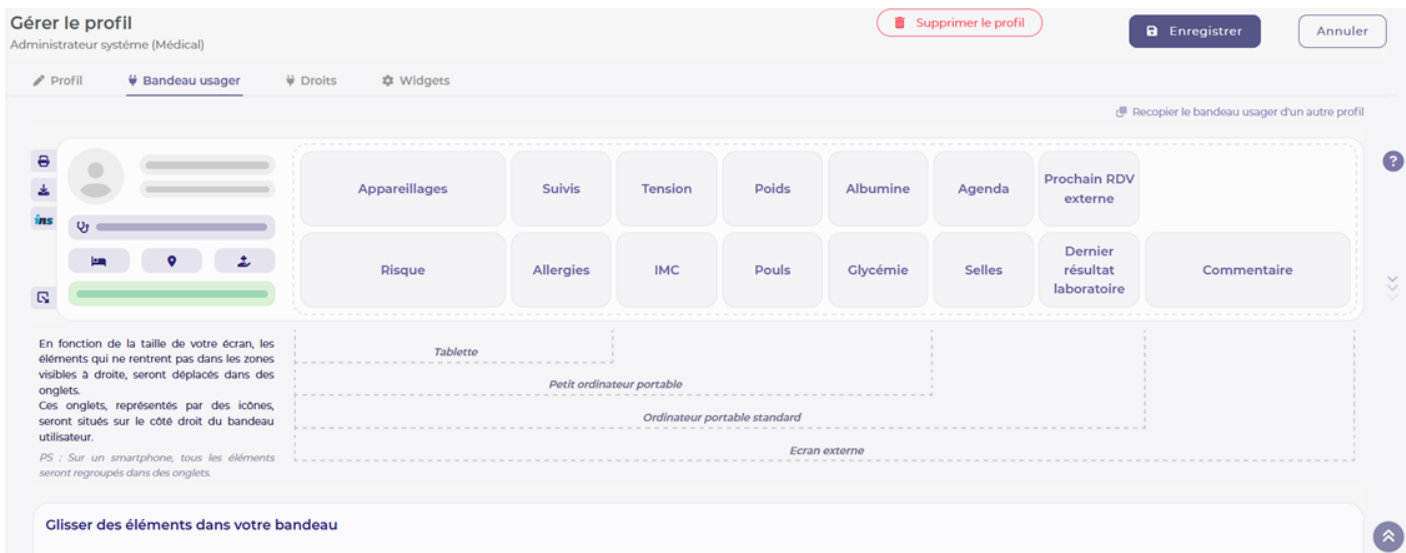 Gérer le profil
Administrateur systéme (Médical)
Supprimer le profil
Enregistrer
Annuler
Profil
Bandeau usager
Droits
Widgets
Recopier le bandeau usager d'un autre profil
ins
Appareillages
Suivis
Tension
Poids
Albumine
Agenda
Prochain RDV
externe
Risque
Allergies
IMC
Pouls
Glycémie
Selles
Dernier
résultat
laboratoire
Commentaire
?
En fonction de la taille de votre écran, les
éléments qui ne rentrent pas dans les zones
visibles à droite, seront déplacés dans des
onglets.
Ces onglets, représentés par des icônes,
seront situés sur le côté droit du bandeau
utilisateur.
PS : Sur un smartphone, tous les éléments
seront regroupés dans des onglets.
Tablette
Petit ordinateur portable
Ordinateur portable standard
Ecran externe
Glisser des éléments dans votre bandeau